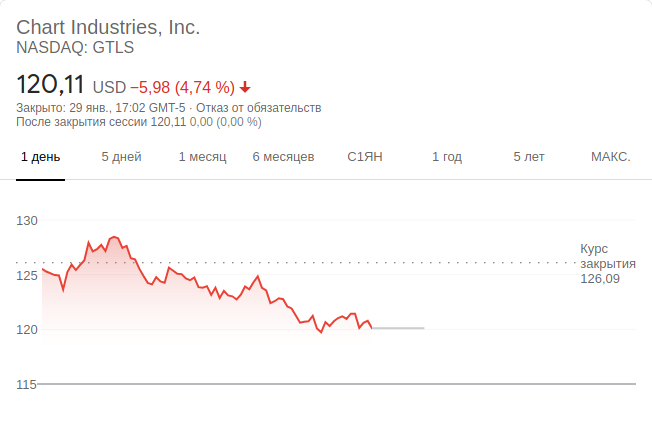 Chart Industries, Inc.
NASDAQ: GTLS
120,11 USD −5,98 (4,74 %)
Закрыто: 29 янв., 17:02 GMT-5 · Отказ от обязательств
После закрытия сессии 120,11 0,00 (0,00 %)
1 день 5 дней 1 месяц 6 месяцев С1ЯН 1 год 5 лет МАКС.
130
Курс
закрытия
126,09
125
120
115